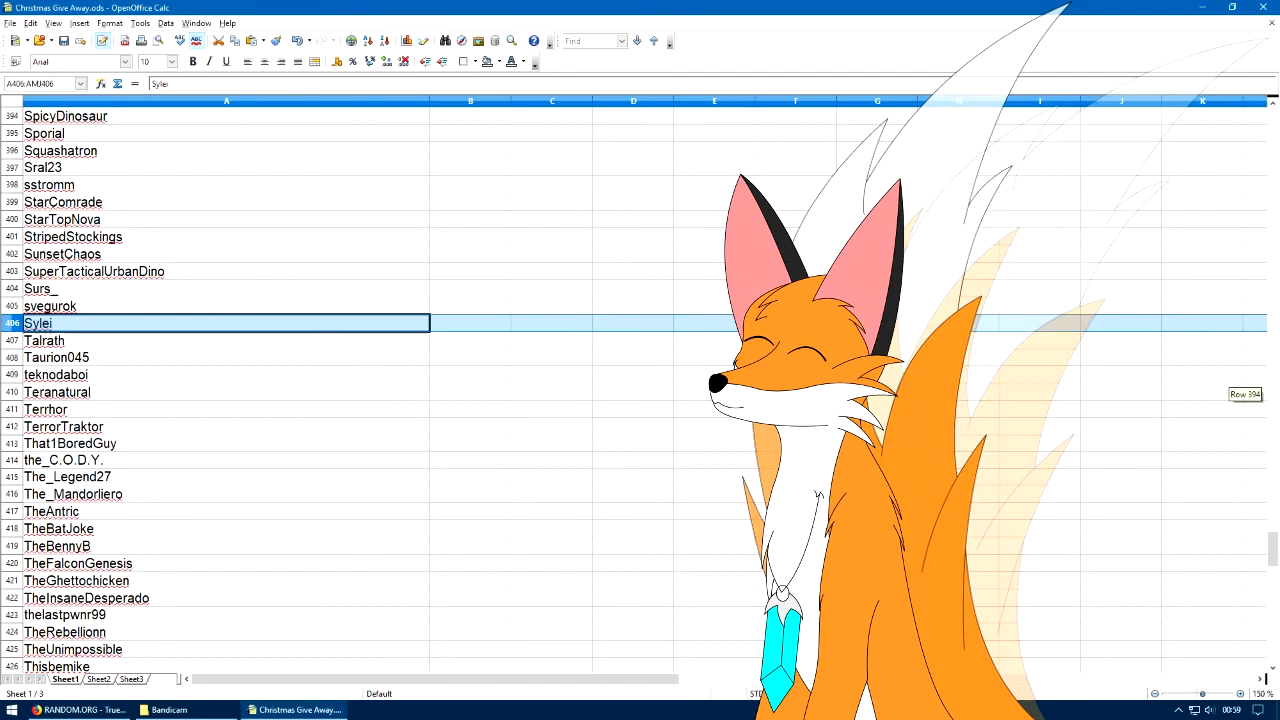 Christmas Give Away.ods - OpenOffice Calc
File Edit View Insert Format Tools Data Window Help
Find
Arial 10
A406:AMJ406 Sylei
A B C D E F G I J K
394 SpicyDinosaur
395 Sporial
396 Squashatron
397 Sral23
398 sstromm
399 StarComrade
400 StarTopNova
401 StripedStockings
402 SunsetChaos
403 SuperTacticalUrbanDino
404 Surs_
405 svegurok
406 Sylei
407 Talrath
408 Taurion045
409 teknodaboi
410 Teranatural
Row 394
411 Terrhor
412 TerrorTraktor
413 That1BoredGuy
414 the_C.O.D.Y.
415 The_Legend27
416 The_Mandorliero
417 TheAntric
418 TheBatJoke
419 TheBennyB
420 TheFalconGenesis
421 TheGhettochicken
422 TheInsaneDesperado
423 thelastpwnr99
424 TheRebellionn
425 TheUnimpossible
426 Thisbemike
Sheet1 Sheet2 Sheet3
Sheet 1 / 3 Default 150 %
RANDOM.ORG - True... Bandicam Christmas Give Away.... 00:59